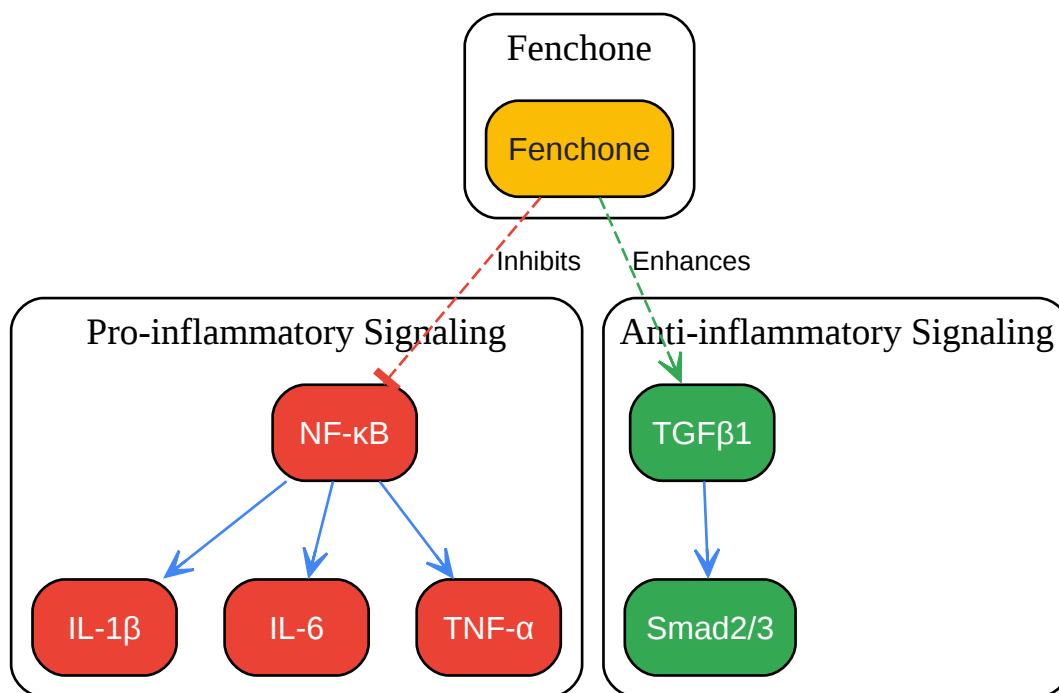 Fenchone
Fenchone
Inhibits
Enhances
Pro-inflammatory Signaling
Anti-inflammatory Signaling
NF-κB
TGFβ1
IL-1β
IL-6
TNF-α
Smad2/3